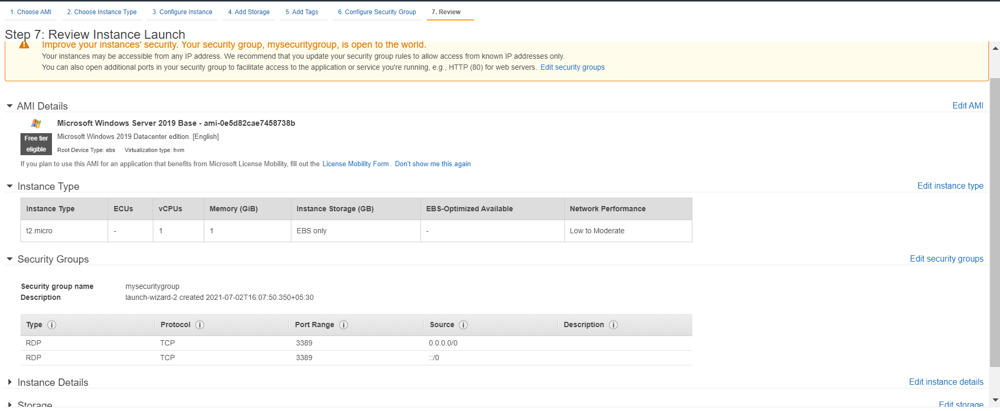 1. Choose AMI 2. Choose Instance Type 3. Configure Instance 4. Add Storage 5. Add Tags 6. Configure Security Group 7. Review
Step 7: Review Instance Launch
Improve your instances' security. Your security group, mysecuritygroup, is open to the world.
Your instances may be accessible from any IP address. We recommend that you update your security group rules to allow access from known IP addresses only.
You can also open additional ports in your security group to facilitate access to the application or service you're running, e.g., HTTP (80) for web servers. Edit security groups
AMI Details Edit AMI
Microsoft Windows Server 2019 Base - ami-0e5d82cae7458738b
Free tier eligible
Microsoft Windows 2019 Datacenter edition. [English]
Root Device Type: ebs Virtualization type: hvm
If you plan to use this AMI for an application that benefits from Microsoft License Mobility, fill out the License Mobility Form. Don't show me this again
Instance Type Edit instance type
Instance Type ECUs vCPUs Memory (GiB) Instance Storage (GB) EBS-Optimized Available Network Performance
t2.micro - 1 1 EBS only - Low to Moderate
Security Groups Edit security groups
Security group name mysecuritygroup
Description launch-wizard-2 created 2021-07-02T16:07:50.350+05:30
Type i Protocol i Port Range i Source i Description i
RDP TCP 3389 0.0.0.0/0
RDP TCP 3389 ::/0
Instance Details Edit instance details
Storage Edit storage